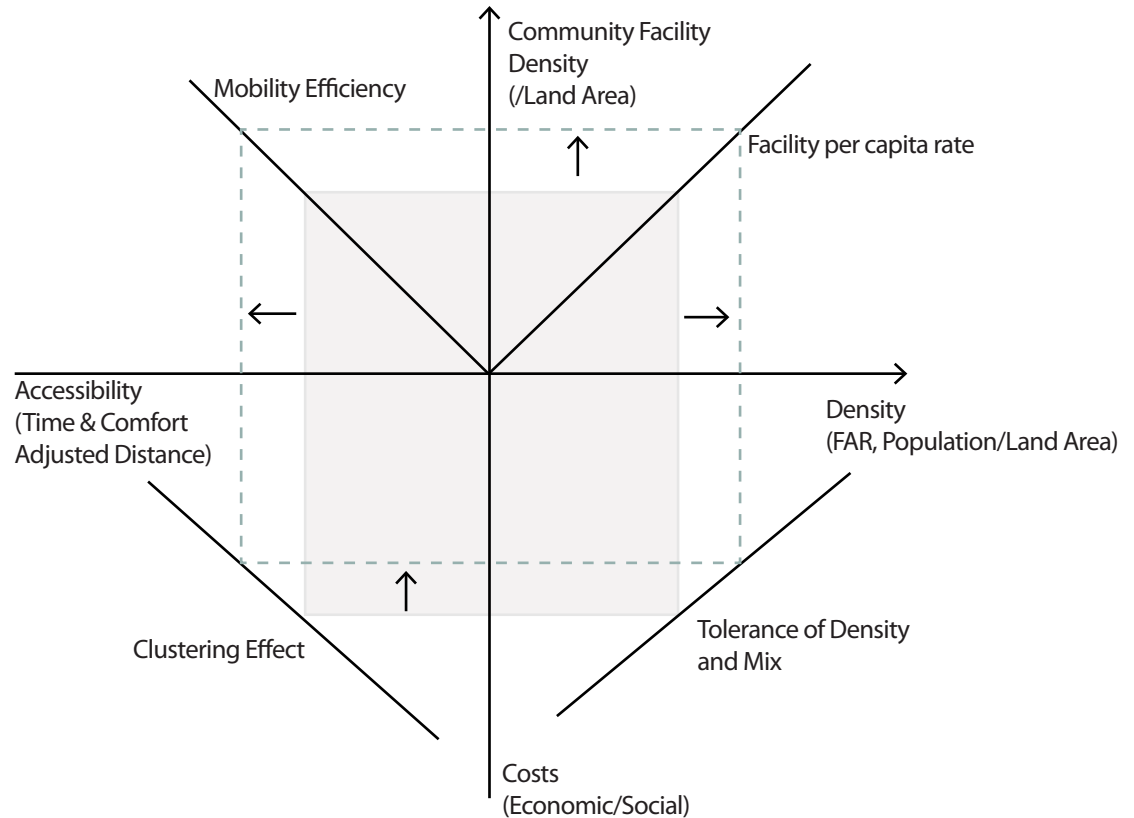 Community Facility
Density
(/Land Area)
Mobility Efficiency
Facility per capita rate
Accessibility
(Time & Comfort
Adjusted Distance)
Density
(FAR, Population/Land Area)
Clustering Effect
Tolerance of Density
and Mix
Costs
(Economic/Social)